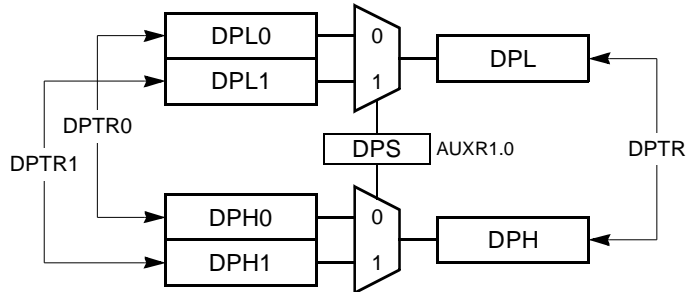 DPL0
0
DPL
DPL1
1
DPTR0
DPTR1
DPS
AUXR1.0
DPTR
DPH0
0
DPH
DPH1
1